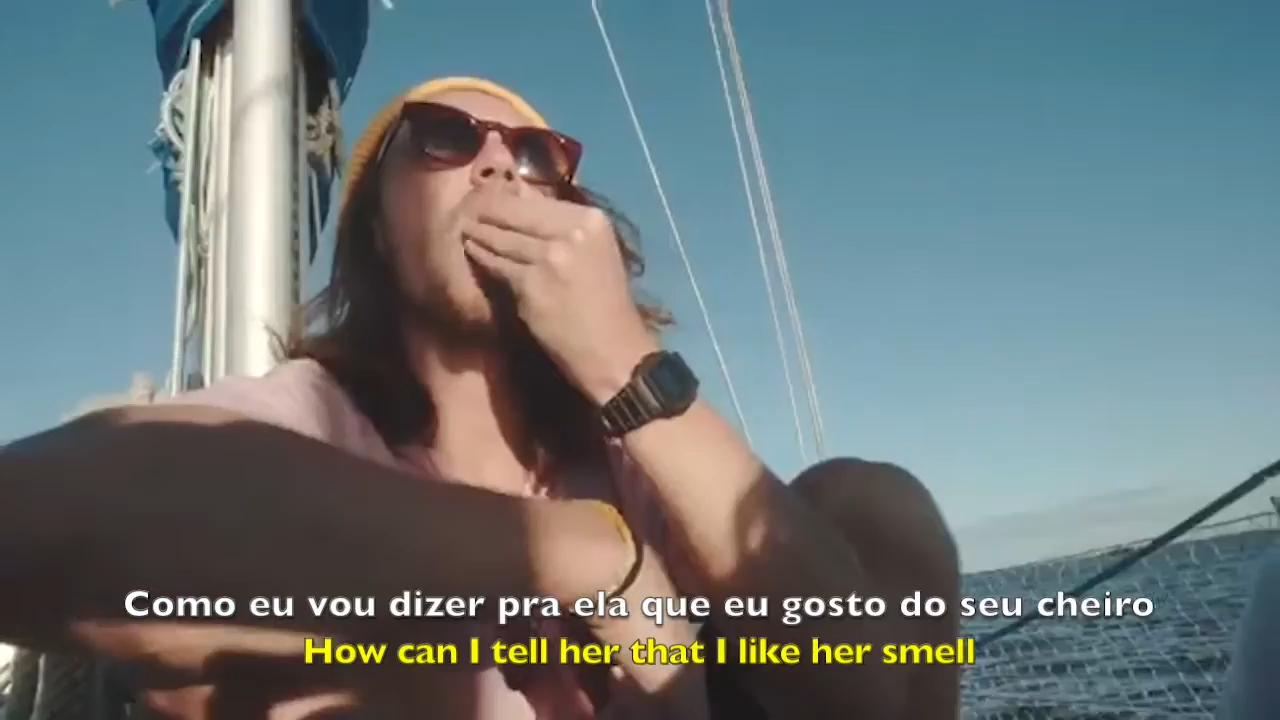 Como eu vou dizer pra ela que eu gosto do seu cheiro
How can I tell her that I like her smell